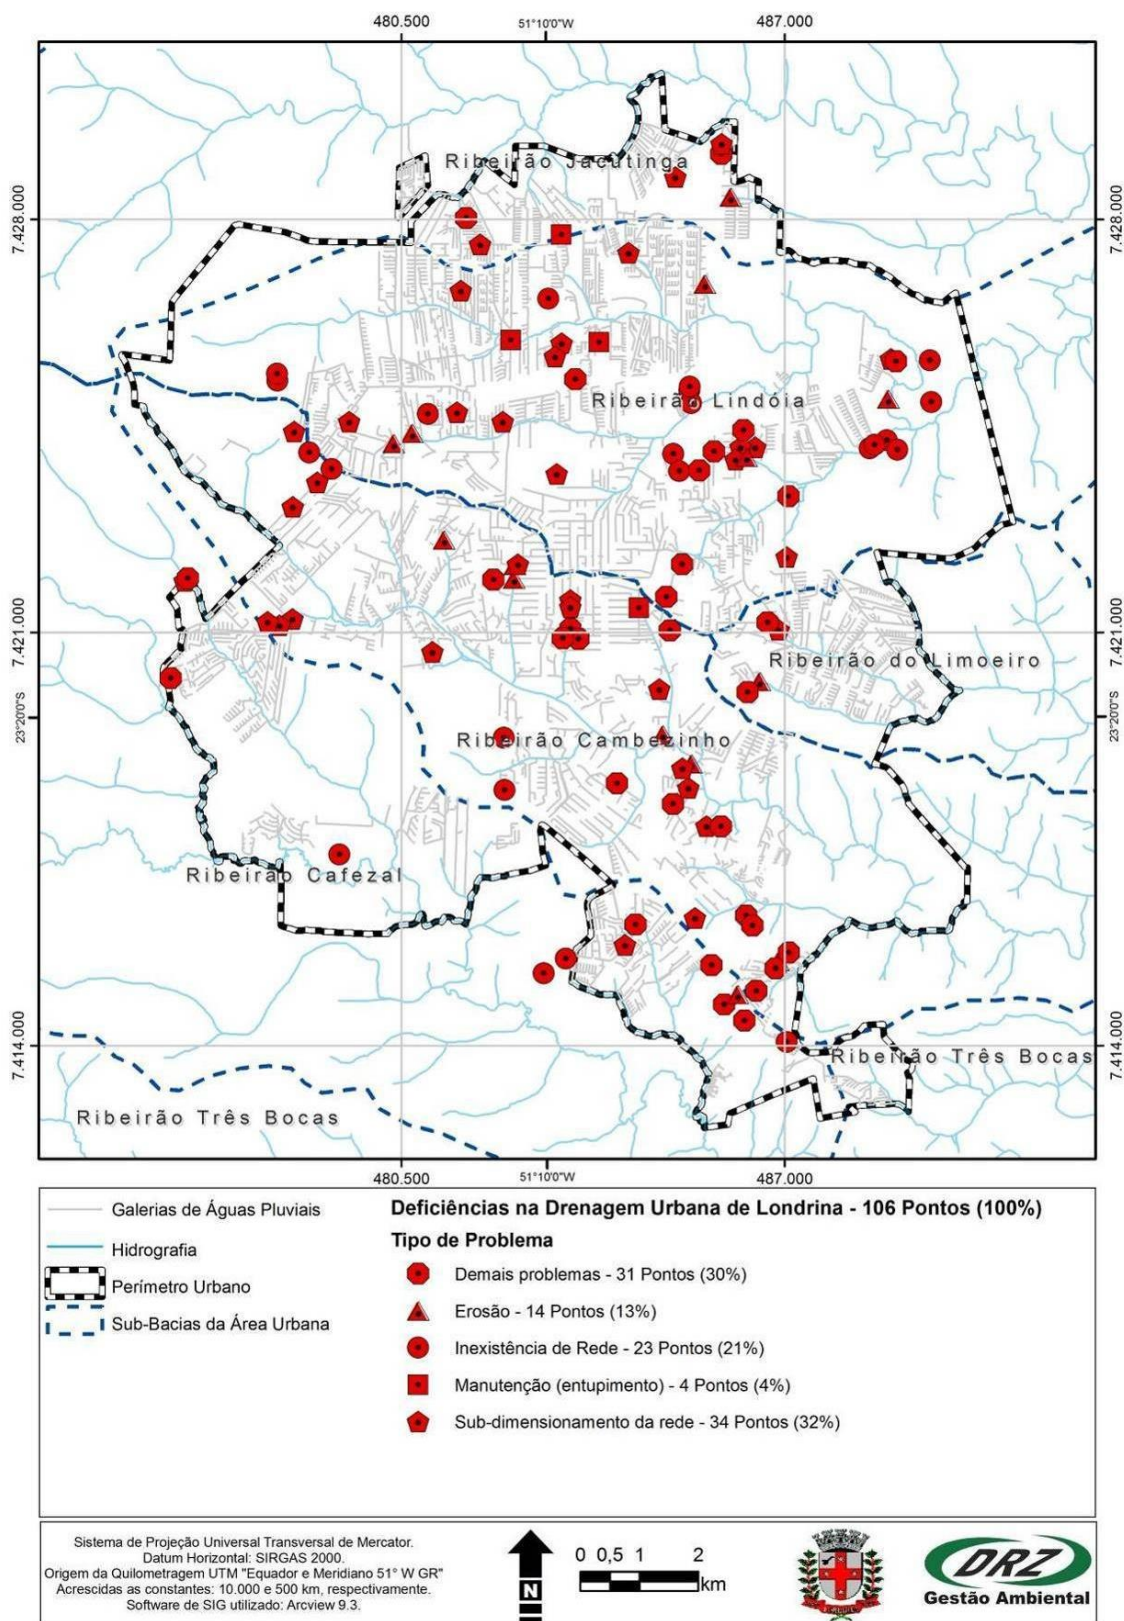 480.500
51°10'0"W
487.000
Ribeirão Jacutinga
7.428.000
7.428.000
Ribeirão Lindóia
7.421.000
7.421.000
Ribeirão do Limoeiro
23°20'0"S
23°20'0"S
Ribeirão Cambezinho
Ribeirão Cafezal
7.414.000
7.414.000
Ribeirão Três Bocas
Ribeirão Três Bocas
480.500
51°10'0"W
487.000
Galerias de Águas Pluviais
Hidrografia
Perímetro Urbano
Sub-Bacias da Área Urbana
Deficiências na Drenagem Urbana de Londrina - 106 Pontos (100%)
Tipo de Problema
Demais problemas - 31 Pontos (30%)
Erosão - 14 Pontos (13%)
Inexistência de Rede - 23 Pontos (21%)
Manutenção (entupimento) - 4 Pontos (4%)
Sub-dimensionamento da rede - 34 Pontos (32%)
Sistema de Projeção Universal Transversal de Mercator.
Datum Horizontal: SIRGAS 2000.
Origem da Quilometragem UTM "Equador e Meridiano 51° W GR"
Acrescidas as constantes: 10.000 e 500 km, respectivamente.
Software de SIG utilizado: Arcview 9.3.
N
0 0,5 1 2
km
DRZ
Gestão Ambiental